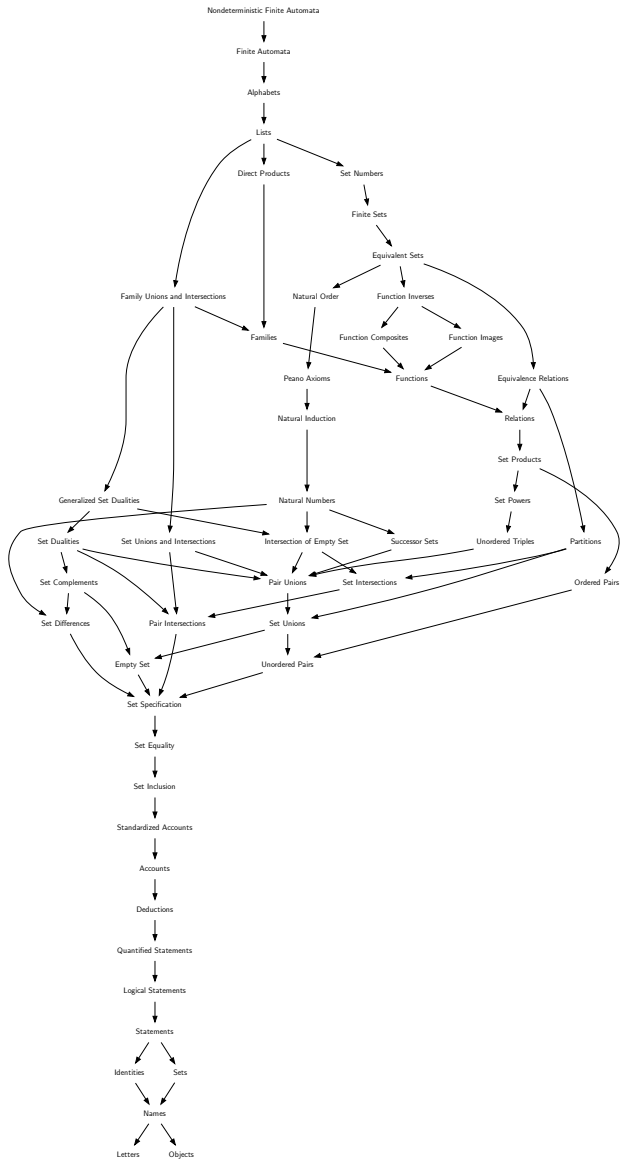 Nondeterministic Finite Automata
Finite Automata
Alphabets
Lists
Direct Products
Set Numbers
Finite Sets
Equivalent Sets
Family Unions and Intersections
Natural Order
Function Inverses
Families
Function Composites
Function Images
Peano Axioms
Functions
Equivalence Relations
Natural Induction
Relations
Set Products
Generalized Set Dualities
Natural Numbers
Set Powers
Set Dualities
Set Unions and Intersections
Intersection of Empty Set
Successor Sets
Unordered Triples
Partitions
Set Complements
Pair Unions
Set Intersections
Ordered Pairs
Set Differences
Pair Intersections
Set Unions
Empty Set
Unordered Pairs
Set Specification
Set Equality
Set Inclusion
Standardized Accounts
Accounts
Deductions
Quantified Statements
Logical Statements
Statements
Identities
Sets
Names
Letters
Objects